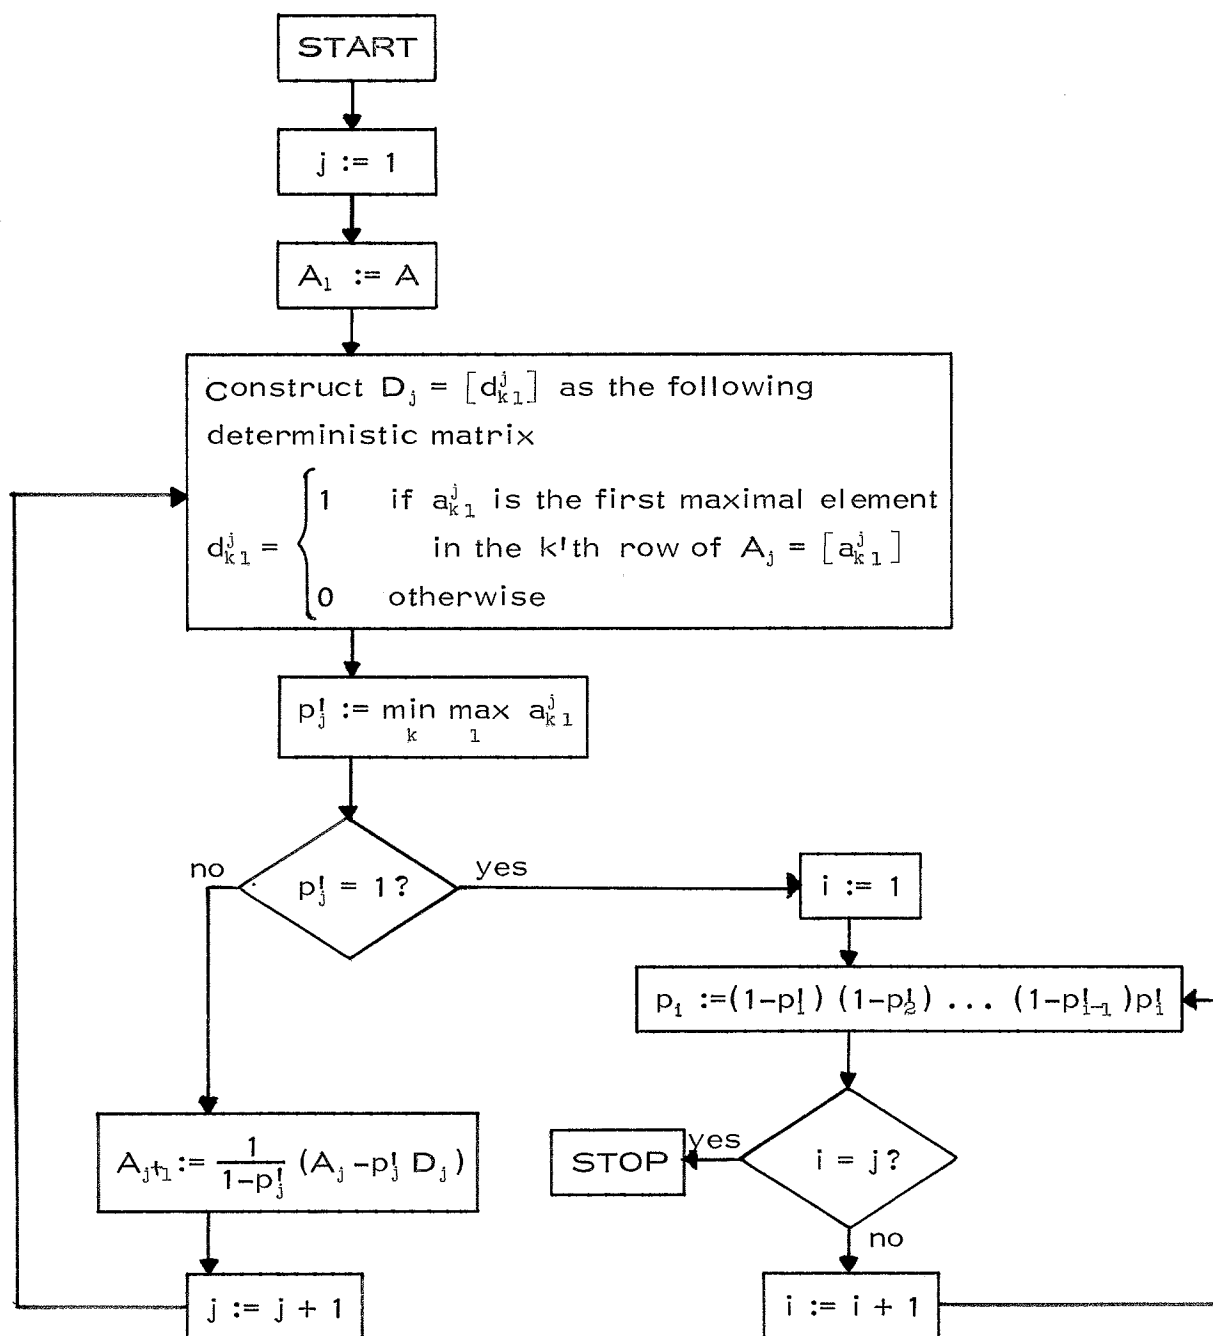 START
j := 1
A₁ := A
Construct Dⱼ = [dʲₖₗ] as the following
deterministic matrix
dʲₖₗ = { 1 if aʲₖₗ is the first maximal element
in the k'th row of Aⱼ = [aʲₖₗ]
0 otherwise
p'ⱼ := min max aʲₖₗ
k l
no
p'ⱼ = 1?
yes
i := 1
pᵢ :=(1-p'₁) (1-p'₂) ... (1-p'ᵢ₋₁)p'ᵢ
Aⱼ₊₁ := 1/(1-p'ⱼ) (Aⱼ -p'ⱼ Dⱼ)
STOP
yes
i = j?
no
j := j + 1
i := i + 1